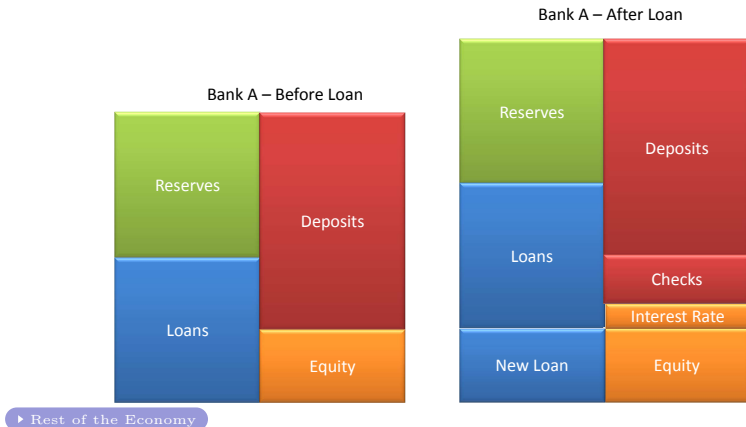 Bank A – After Loan
Bank A – Before Loan
Reserves
Deposits
Loans
Equity
Reserves
Deposits
Loans
Checks
Interest Rate
New Loan
Equity
Rest of the Economy